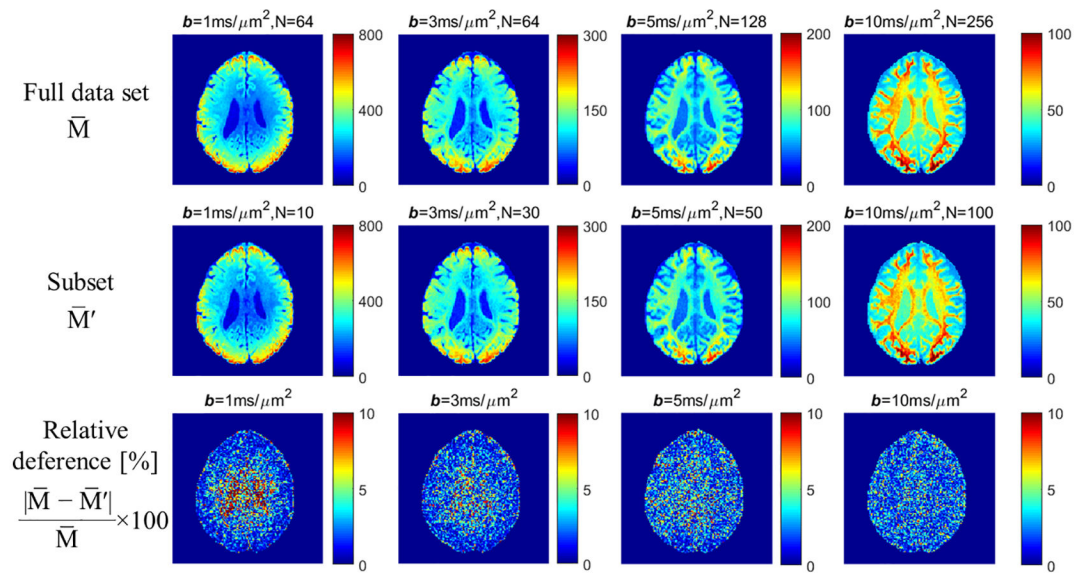 b=1ms/μm²,N=64
b=3ms/μm²,N=64
b=5ms/μm²,N=128
b=10ms/μm²,N=256
Full data set
M̄
800
400
0
300
150
0
200
100
0
100
50
0
b=1ms/μm²,N=10
b=3ms/μm²,N=30
b=5ms/μm²,N=50
b=10ms/μm²,N=100
Subset
M̄′
800
400
0
300
150
0
200
100
0
100
50
0
b=1ms/μm²
b=3ms/μm²
b=5ms/μm²
b=10ms/μm²
Relative
deference [%]
|M̄ − M̄′|
M̄
×100
10
5
0
10
5
0
10
5
0
10
5
0